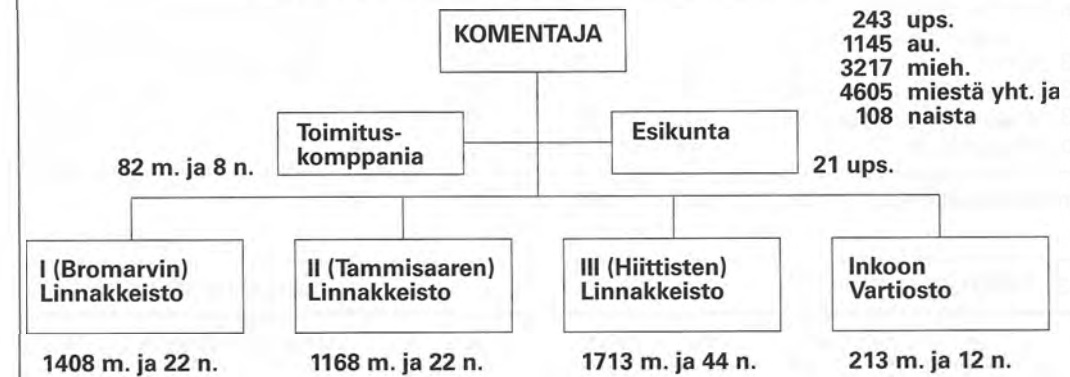 KOMENTAJA
243 ups.
1145 au.
3217 mieh.
4605 miestä yht. ja
108 naista
Toimitus-
komppania
82 m. ja 8 n.
Esikunta
21 ups.
I (Bromarvin)
Linnakkeisto
1408 m. ja 22 n.
II (Tammisaaren)
Linnakkeisto
1168 m. ja 22 n.
III (Hiittisten)
Linnakkeisto
1713 m. ja 44 n.
Inkoon
Vartiosto
213 m. ja 12 n.